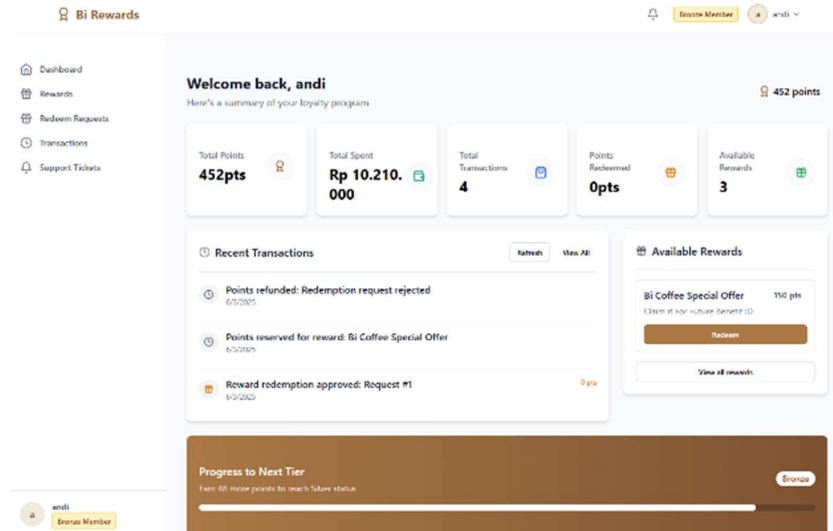 Bi Rewards
Bronze Member
a
andi
Dashboard
Rewards
Redeem Requests
Transactions
Support Tickets
Welcome back, andi
Here's a summary of your loyalty program
452 points
Total Points
452pts
Total Spent
Rp 10.210.
000
Total
Transactions
4
Points
Redeemed
0pts
Available
Rewards
3
Recent Transactions
Refresh
View All
Points refunded: Redemption request rejected
6/3/2025
Points reserved for reward: Bi Coffee Special Offer
6/3/2025
Reward redemption approved: Request #1
6/3/2025
0 pts
Available Rewards
Bi Coffee Special Offer
150 pts
Claim it For Future Benefit :D
Redeem
View all rewards
Progress to Next Tier
Earn 48 more points to reach Silver status
Bronze
a
andi
Bronze Member